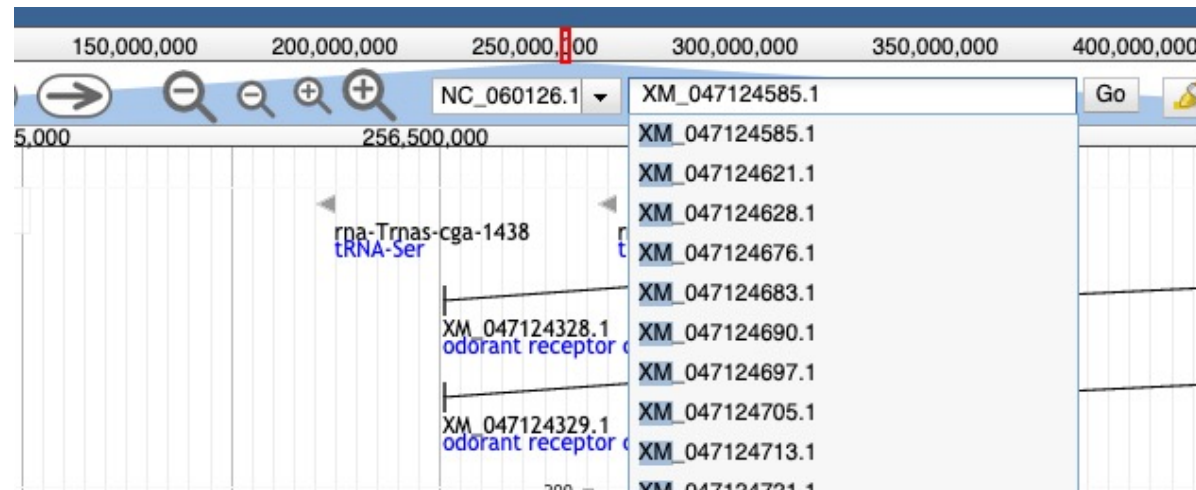 150,000,000 200,000,000 250,000,000 300,000,000 350,000,000 400,000,000
NC_060126.1 XM_047124585.1 Go
5,000 256,500,000
XM_047124585.1
XM_047124621.1
XM_047124628.1
XM_047124676.1
XM_047124683.1
XM_047124690.1
XM_047124697.1
XM_047124705.1
XM_047124713.1
rna-Trnas-cga-1438
tRNA-Ser
XM_047124328.1
odorant receptor
XM_047124329.1
odorant receptor